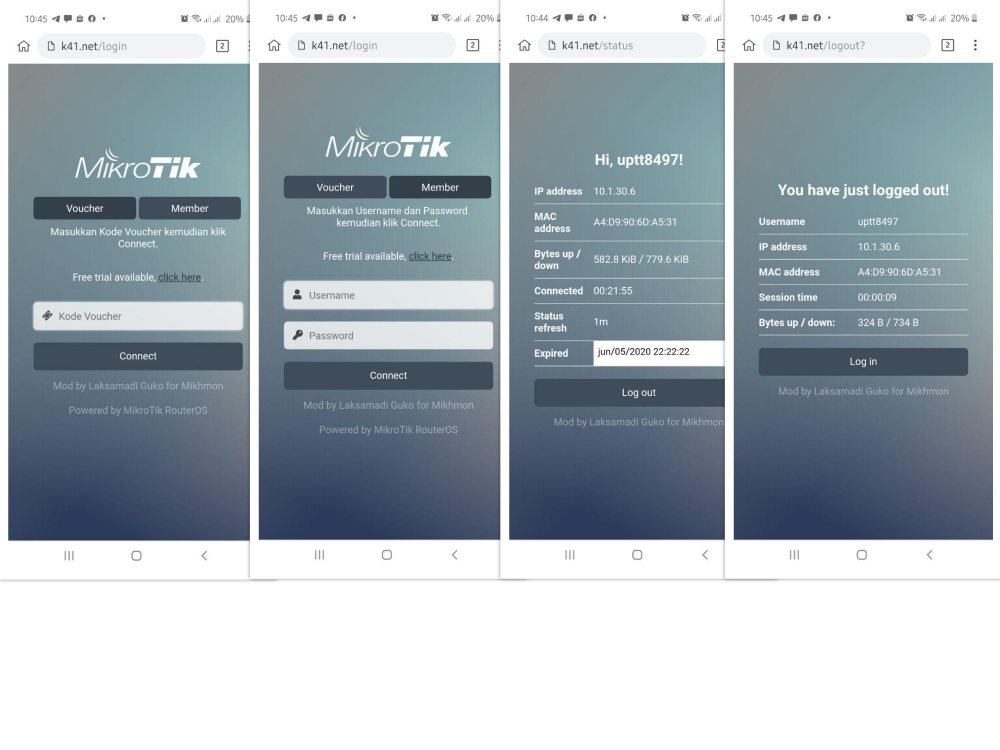 10:45
20%
k41.net/login
2
MikroTik
Voucher
Member
Masukkan Kode Voucher kemudian klik
Connect.
Free trial available, click here.
Kode Voucher
Connect
Mod by Laksamadi Guko for Mikhmon
Powered by MikroTik RouterOS
10:45
20%
k41.net/login
2
MikroTik
Voucher
Member
Masukkan Username dan Password
kemudian klik Connect.
Free trial available, click here.
Username
Password
Connect
Mod by Laksamadi Guko for Mikhmon
Powered by MikroTik RouterOS
10:44
k41.net/status
2
Hi, uptt8497!
IP address 10.1.30.6
MAC
address
A4:D9:90:6D:A5:31
Bytes up /
down
582.8 KiB / 779.6 KiB
Connected 00:21:55
Status
refresh
1m
Expired jun/05/2020 22:22:22
Log out
Mod by Laksamadi Guko for Mikhmon
10:45
20%
k41.net/logout?
2
You have just logged out!
Username uptt8497
IP address 10.1.30.6
MAC address A4:D9:90:6D:A5:31
Session time 00:00:09
Bytes up / down: 324 B / 734 B
Log in
Mod by Laksamadi Guko for Mikhmon